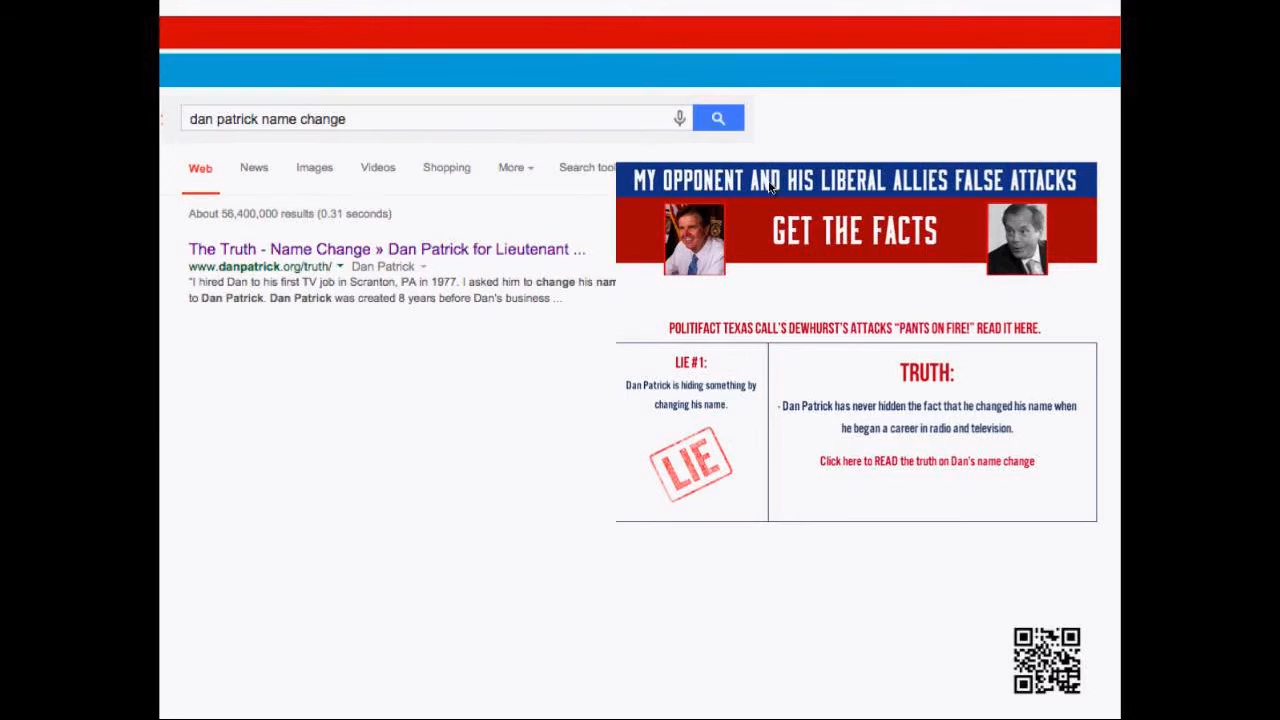 dan patrick name change
Web News Images Videos Shopping More Search tool
About 56,400,000 results (0.31 seconds)
The Truth - Name Change » Dan Patrick for Lieutenant ...
www.danpatrick.org/truth/ Dan Patrick
"I hired Dan to his first TV job in Scranton, PA in 1977. I asked him to change his nam
to Dan Patrick. Dan Patrick was created 8 years before Dan's business ...
MY OPPONENT AND HIS LIBERAL ALLIES FALSE ATTACKS
GET THE FACTS
POLITIFACT TEXAS CALL'S DEWHURST'S ATTACKS "PANTS ON FIRE!" READ IT HERE.
LIE #1:
Dan Patrick is hiding something by
changing his name.
LIE
TRUTH:
· Dan Patrick has never hidden the fact that he changed his name when
he began a career in radio and television.
Click here to READ the truth on Dan's name change